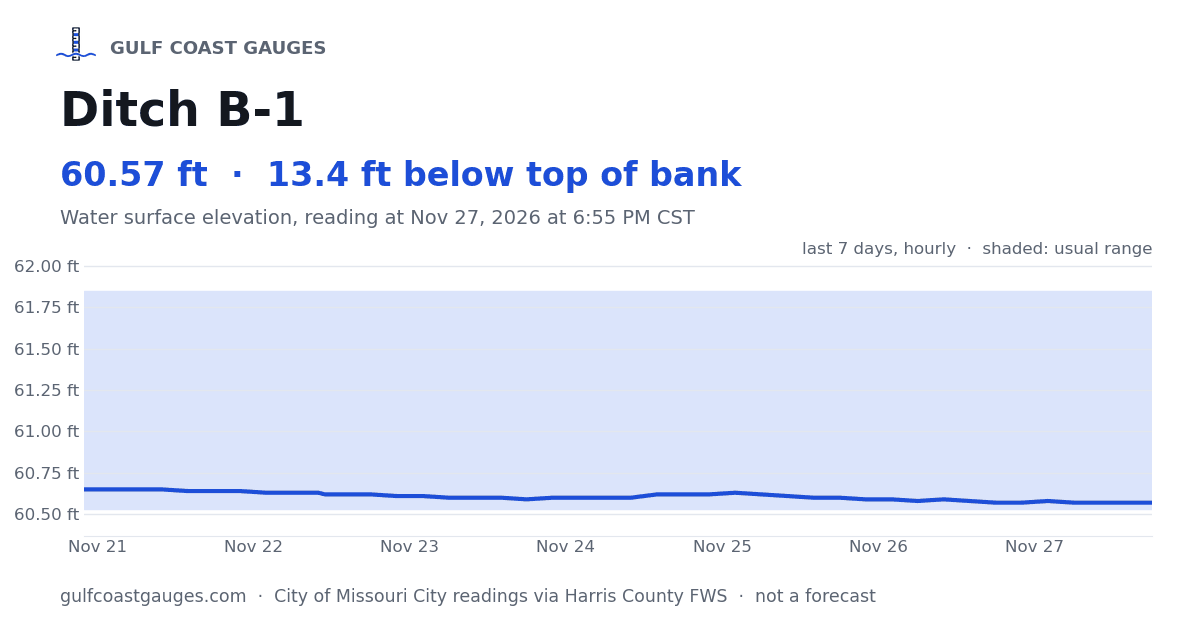 GULF COAST GAUGES
Ditch B-1
60.57 ft · 13.4 ft below top of bank
Water surface elevation, reading at Nov 27, 2026 at 6:55 PM CST
last 7 days, hourly · shaded: usual range
62.00 ft
61.75 ft
61.50 ft
61.25 ft
61.00 ft
60.75 ft
60.50 ft
Nov 21 Nov 22 Nov 23 Nov 24 Nov 25 Nov 26 Nov 27
gulfcoastgauges.com · City of Missouri City readings via Harris County FWS · not a forecast